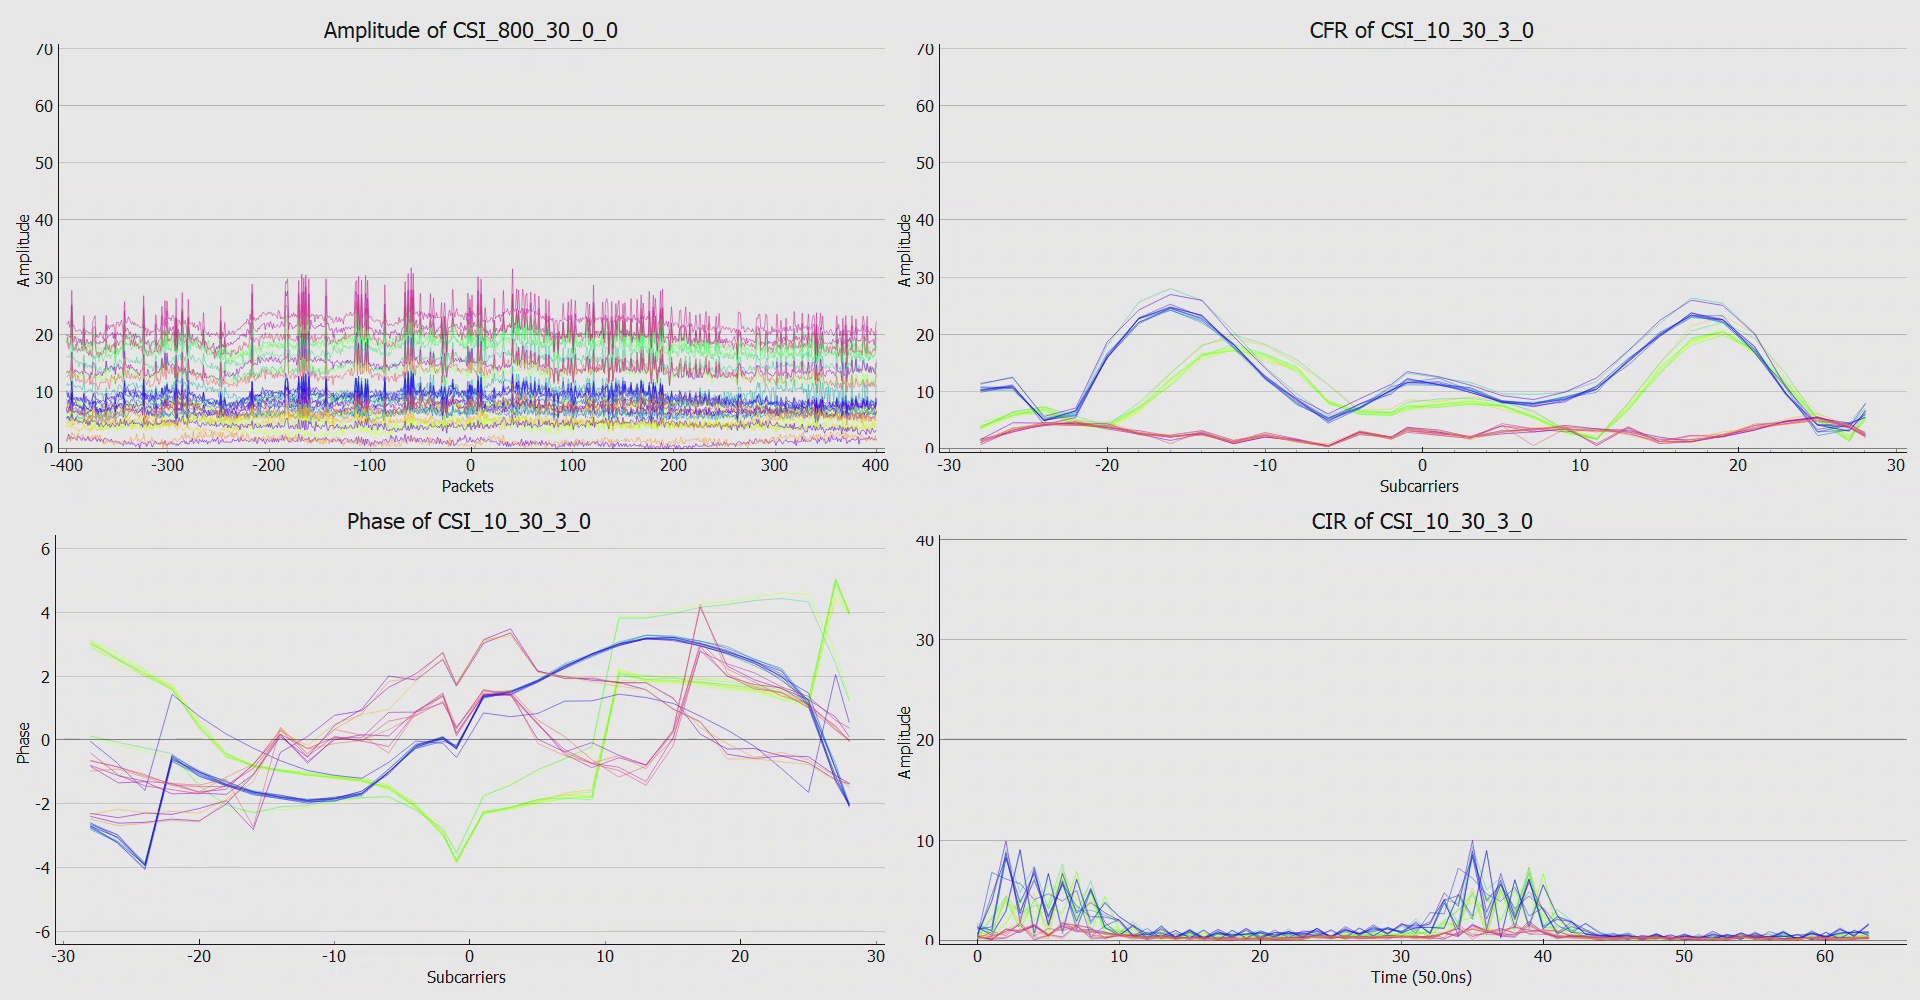 Amplitude of CSI_800_30_0_0
70
60
50
40
30
20
10
0
Amplitude
-400 -300 -200 -100 0 100 200 300 400
Packets
CFR of CSI_10_30_3_0
70
60
50
40
30
20
10
0
Amplitude
-30 -20 -10 0 10 20 30
Subcarriers
Phase of CSI_10_30_3_0
6
4
2
0
-2
-4
-6
Phase
-30 -20 -10 0 10 20 30
Subcarriers
CIR of CSI_10_30_3_0
40
30
20
10
0
Amplitude
0 10 20 30 40 50 60
Time (50.0ns)